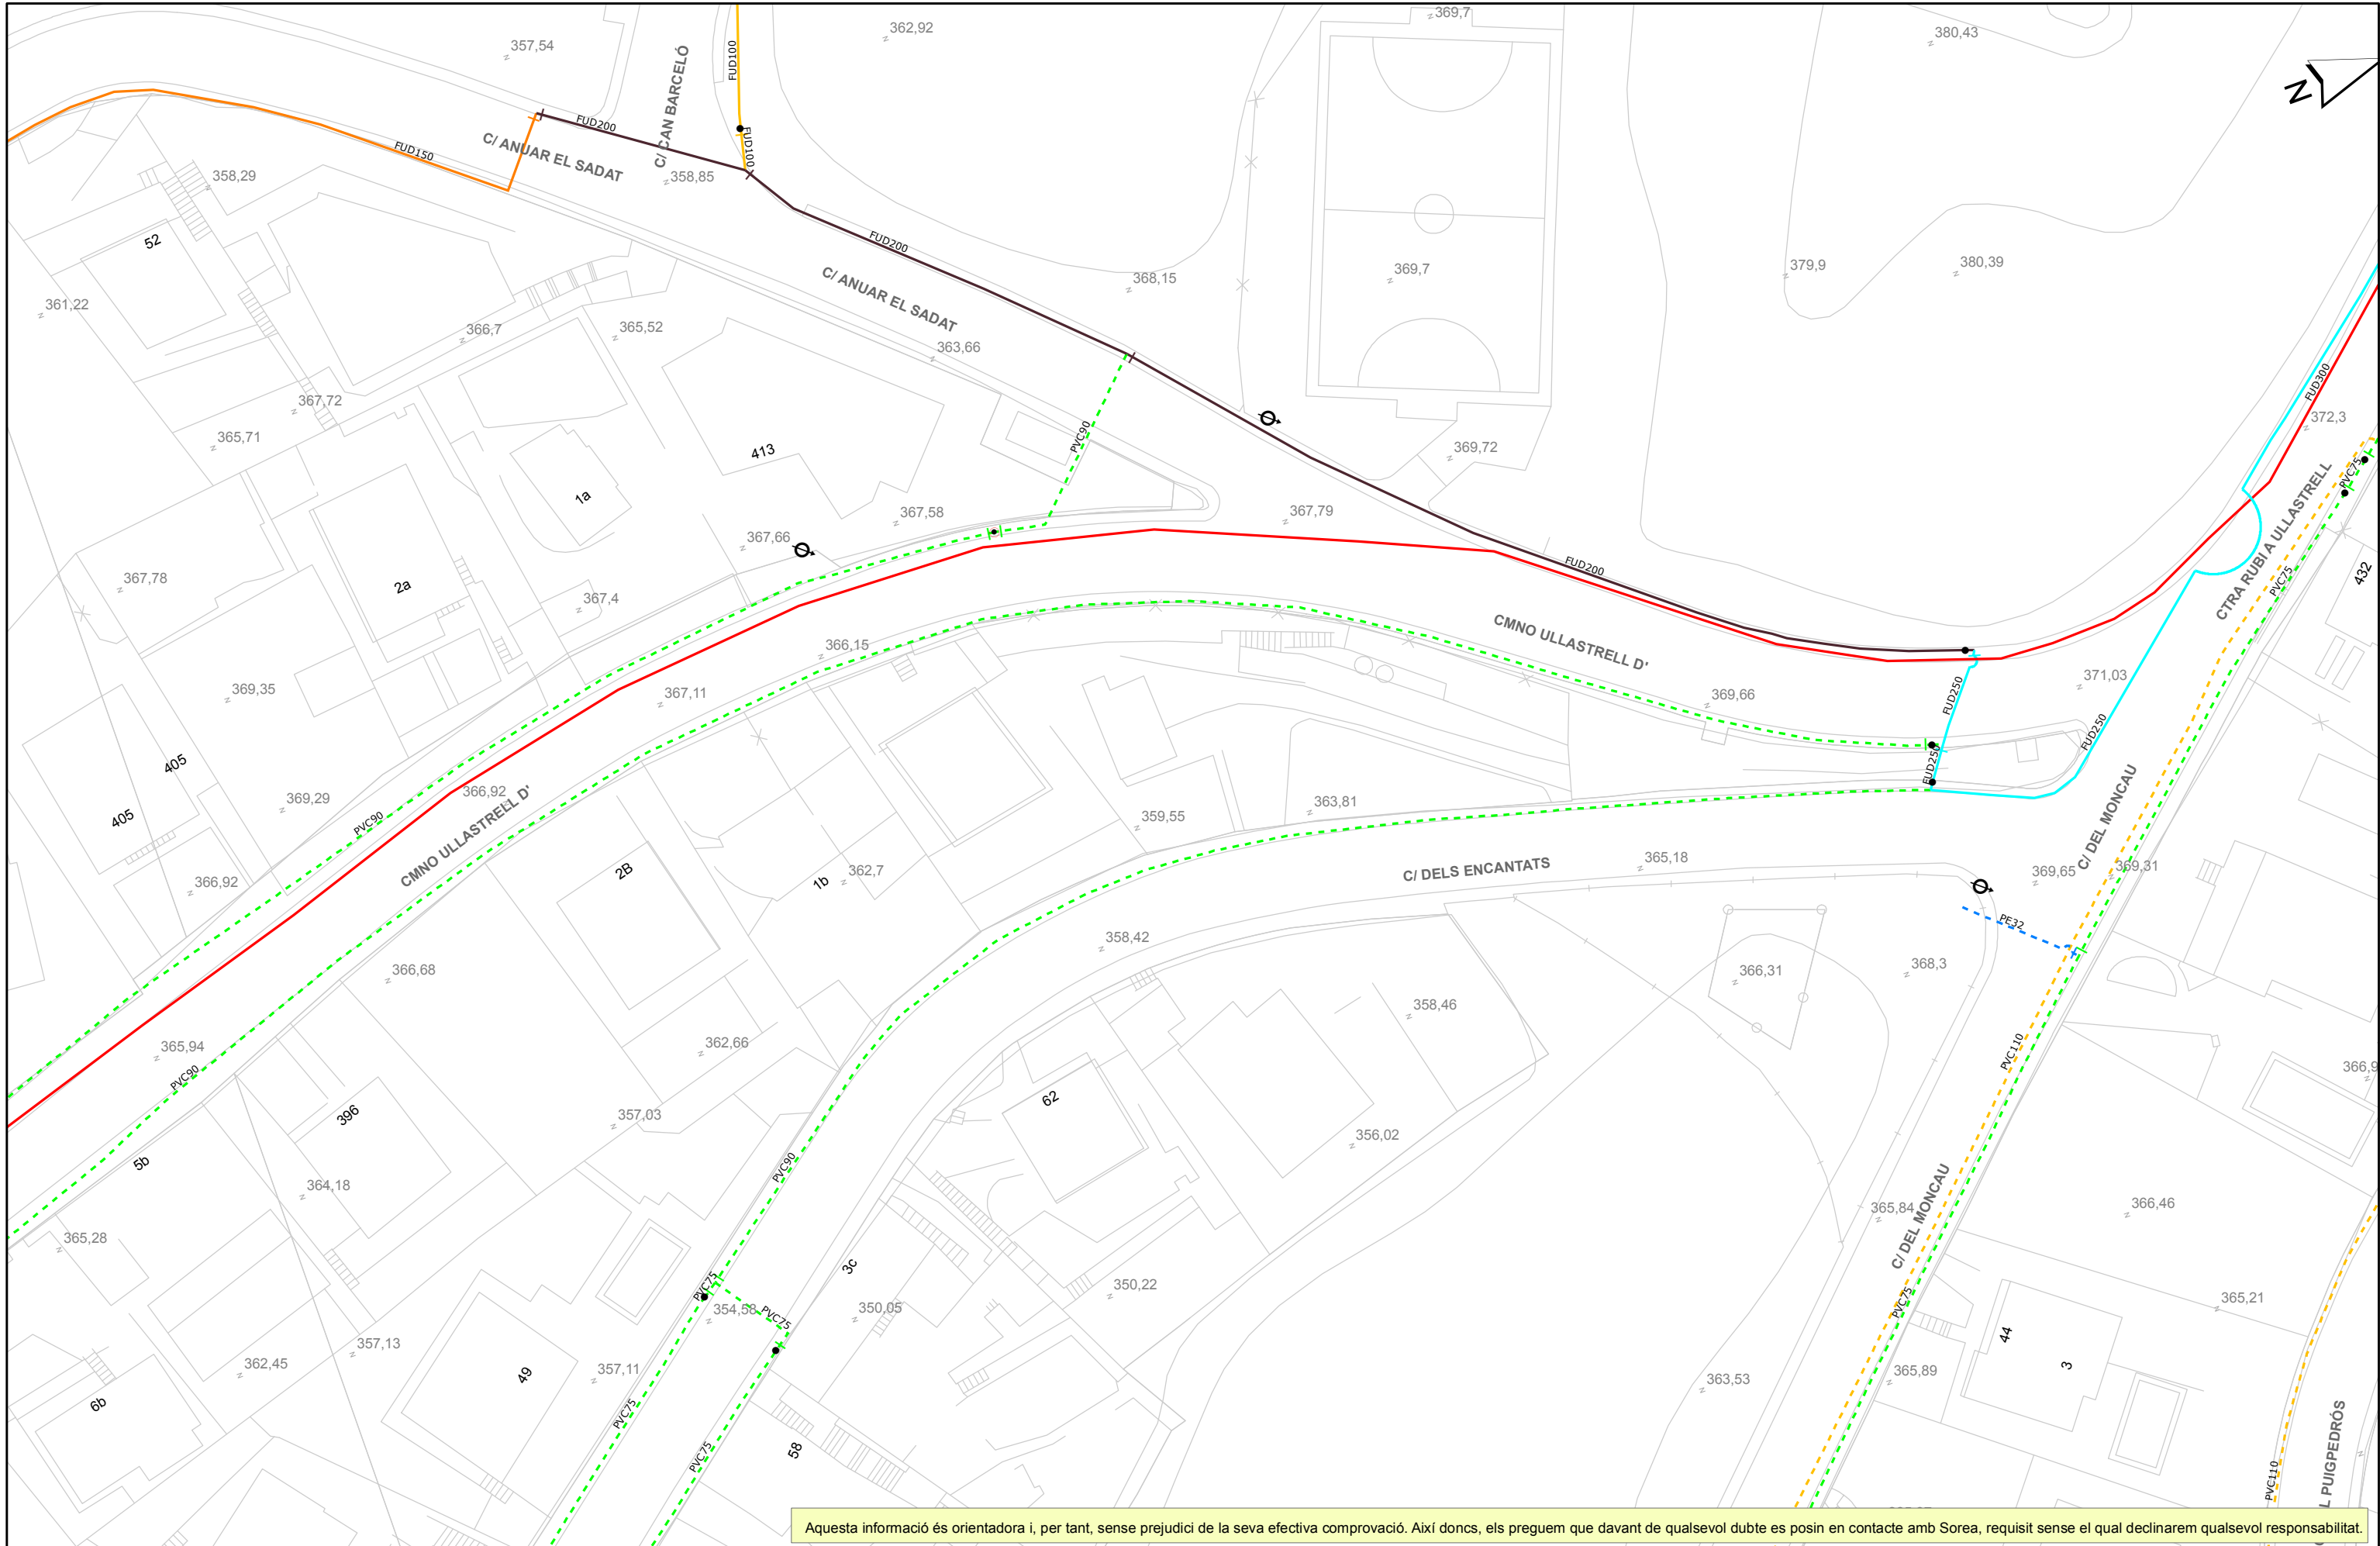 369,7
362,92
380,43
357,54
FUD100
C/ CAN BARCELÓ
N
FUD200
C/ ANUAR EL SADAT
FUD150
FUD100
358,85
358,29
52
FUD200
C/ ANUAR EL SADAT
368,15
369,7
379,9
380,39
361,22
366,7
365,52
363,66
FUD300
367,72
372,3
365,71
413
PVC90
369,72
PVC75
1a
367,58
367,79
CTRA RUBI A ULLASTRELL
367,66
FUD200
PVC75
432
367,78
2a
367,4
366,15
CMNO ULLASTRELL D'
369,35
367,11
369,66
FUD250
371,03
405
FUD250
FUD250
369,29
366,92
405
PVC90
CMNO ULLASTRELL D'
359,55
363,81
C/ DEL MONCAU
2B
1b
362,7
C/ DELS ENCANTATS
365,18
369,65
369,31
366,92
PE32
358,42
366,68
366,31
368,3
358,46
365,94
PVC90
362,66
PVC110
366,9
396
62
357,03
356,02
5b
PVC90
364,18
C/ DEL MONCAU
365,84
366,46
365,28
3c
PVC75
354,58
PVC75
350,05
350,22
PVC75
365,21
357,13
362,45
357,11
49
44
3
363,53
365,89
6b
PVC75
PVC75
58
PVC110
L PUIGPEDRÓS
Aquesta informació és orientadora i, per tant, sense prejudici de la seva efectiva comprovació. Així doncs, els preguem que davant de qualsevol dubte es posin en contacte amb Sorea, requisit sense el qual declinarem qualsevol responsabilitat.